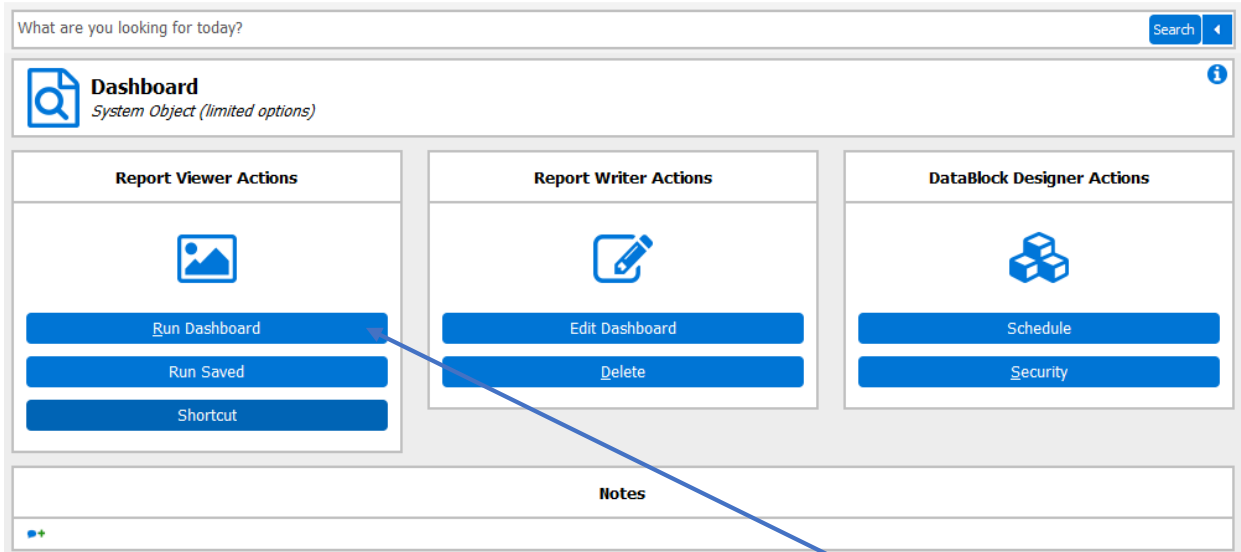 What are you looking for today?
Search
Dashboard
System Object (limited options)
Report Viewer Actions
Run Dashboard
Run Saved
Shortcut
Report Writer Actions
Edit Dashboard
Delete
DataBlock Designer Actions
Schedule
Security
Notes